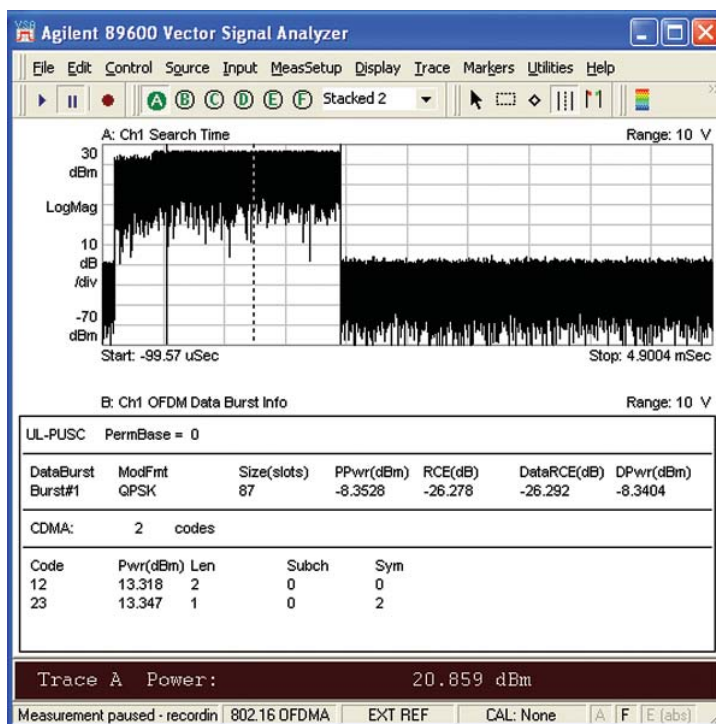 VSA Agilent 89600 Vector Signal Analyzer
File Edit Control Source Input MeasSetup Display Trace Markers Utilities Help
A B C D E F Stacked 2
A: Ch1 Search Time Range: 10 V
30
dBm
LogMag
10
dB
/div
-70
dBm
Start: -99.57 uSec Stop: 4.9004 mSec
B: Ch1 OFDM Data Burst Info Range: 10 V
UL-PUSC PermBase = 0
DataBurst ModFmt Size(slots) PPwr(dBm) RCE(dB) DataRCE(dB) DPwr(dBm)
Burst#1 QPSK 87 -8.3528 -26.278 -26.292 -8.3404
CDMA: 2 codes
Code Pwr(dBm) Len Subch Sym
12 13.318 2 0 0
23 13.347 1 0 2
Trace A Power: 20.859 dBm
Measurement paused - recordin 802.16 OFDMA EXT REF CAL: None A F E (abs)